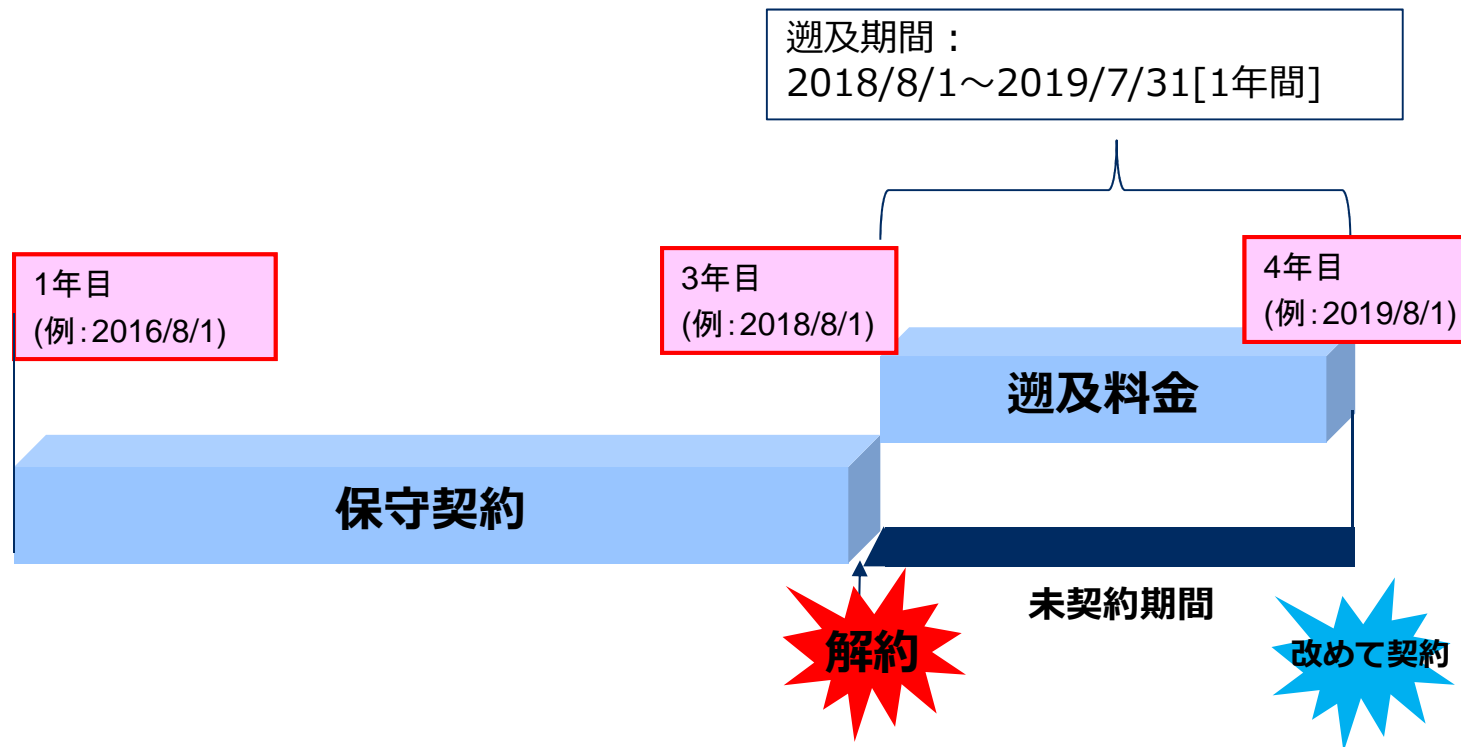 遡及期間：
2018/8/1～2019/7/31[1年間]
1年目
(例：2016/8/1)
3年目
(例：2018/8/1)
4年目
(例：2019/8/1)
遡及料金
保守契約
未契約期間
解約
改めて契約